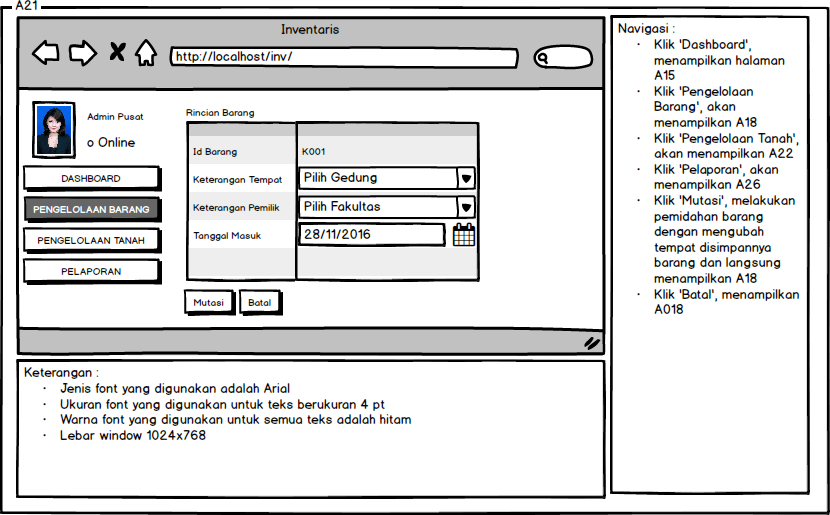 A21
Inventaris
http://localhost/inv/
Admin Pusat
o Online
DASHBOARD
PENGELOLAAN BARANG
PENGELOLAAN TANAH
PELAPORAN
Rincian Barang
Id Barang K001
Keterangan Tempat Pilih Gedung
Keterangan Pemilik Pilih Fakultas
Tanggal Masuk 28/11/2016
Mutasi Batal
Navigasi :
· Klik 'Dashboard',
menampilkan halaman
A15
· Klik 'Pengelolaan
Barang', akan
menampilkan A18
· Klik 'Pengelolaan Tanah',
akan menampilkan A22
· Klik 'Pelaporan', akan
menampilkan A26
· Klik 'Mutasi', melakukan
pemidahan barang
dengan mengubah
tempat disimpannya
barang dan langsung
menampilkan A18
· Klik 'Batal', menampilkan
A018
Keterangan :
· Jenis font yang digunakan adalah Arial
· Ukuran font yang digunakan untuk teks berukuran 4 pt
· Warna font yang digunakan untuk semua teks adalah hitam
· Lebar window 1024x768